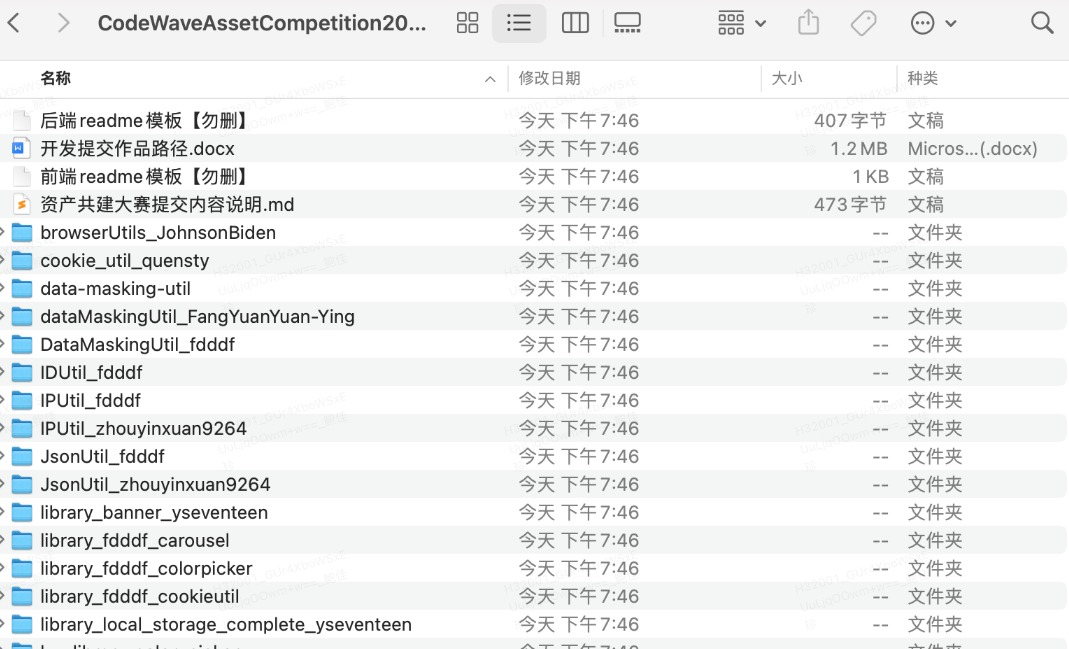 CodeWaveAssetCompetition20...
名称 修改日期 大小 种类
后端readme模板【勿删】 今天 下午7:46 407字节 文稿
开发提交作品路径.docx 今天 下午7:46 1.2 MB Micros...(.docx)
前端readme模板【勿删】 今天 下午7:46 1 KB 文稿
资产共建大赛提交内容说明.md 今天 下午7:46 473字节 文稿
browserUtils_JohnsonBiden 今天 下午7:46 -- 文件夹
cookie_util_quensty 今天 下午7:46 -- 文件夹
data-masking-util 今天 下午7:46 -- 文件夹
dataMaskingUtil_FangYuanYuan-Ying 今天 下午7:46 -- 文件夹
DataMaskingUtil_fdddf 今天 下午7:46 -- 文件夹
IDUtil_fdddf 今天 下午7:46 -- 文件夹
IPUtil_fdddf 今天 下午7:46 -- 文件夹
IPUtil_zhouyinxuan9264 今天 下午7:46 -- 文件夹
JsonUtil_fdddf 今天 下午7:46 -- 文件夹
JsonUtil_zhouyinxuan9264 今天 下午7:46 -- 文件夹
library_banner_yseventeen 今天 下午7:46 -- 文件夹
library_fdddf_carousel 今天 下午7:46 -- 文件夹
library_fdddf_colorpicker 今天 下午7:46 -- 文件夹
library_fdddf_cookieutil 今天 下午7:46 -- 文件夹
library_local_storage_complete_yseventeen 今天 下午7:46 -- 文件夹